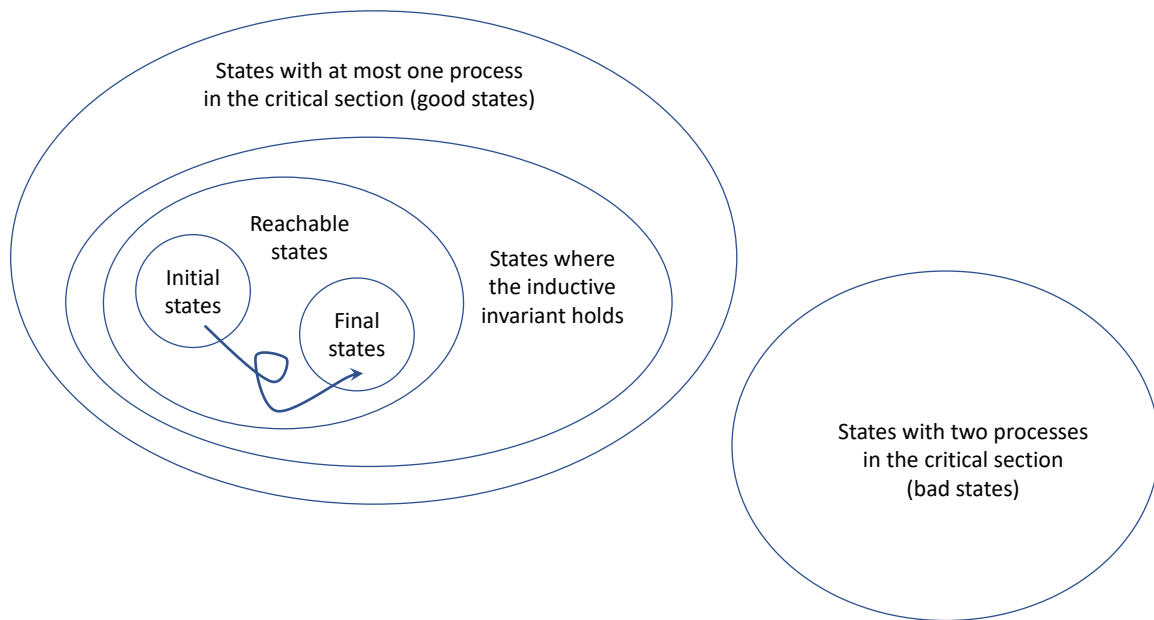 States with at most one process
in the critical section (good states)
Reachable
states
Initial
states
States where
the inductive
invariant holds
Final
states
States with two processes
in the critical section
(bad states)